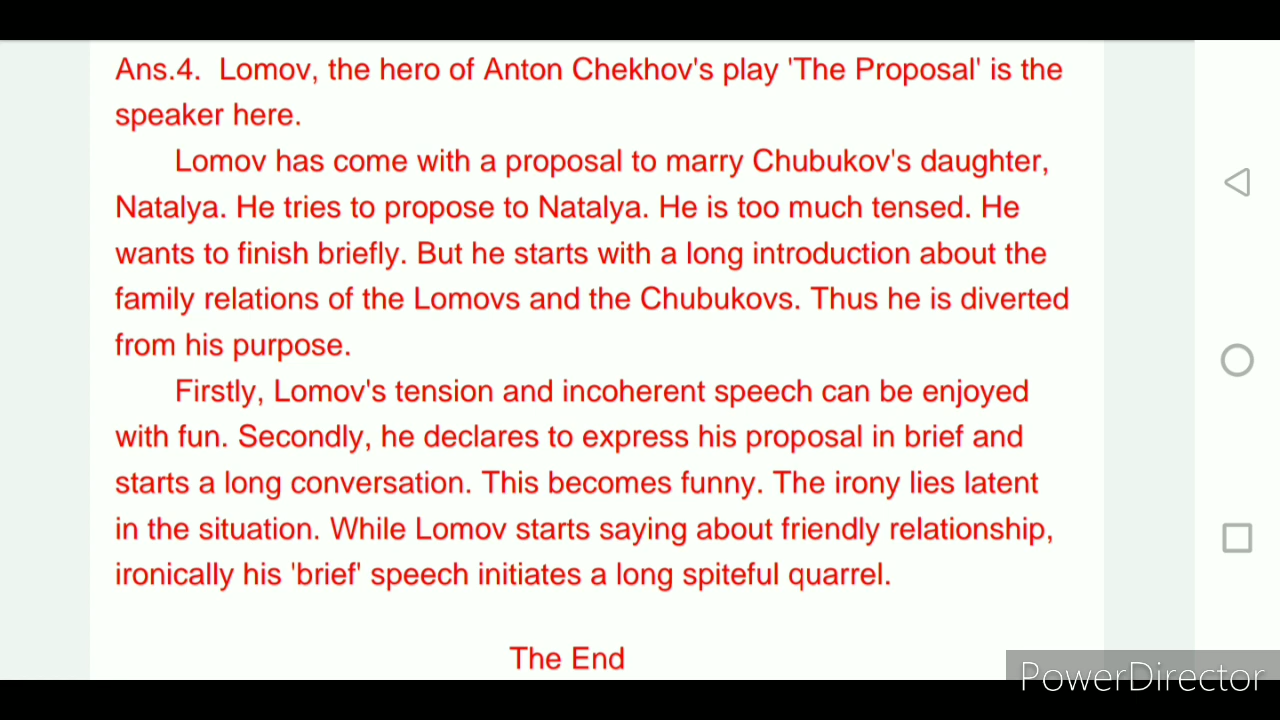 Ans.4. Lomov, the hero of Anton Chekhov's play 'The Proposal' is the
speaker here.
Lomov has come with a proposal to marry Chubukov's daughter,
Natalya. He tries to propose to Natalya. He is too much tensed. He
wants to finish briefly. But he starts with a long introduction about the
family relations of the Lomovs and the Chubukovs. Thus he is diverted
from his purpose.
Firstly, Lomov's tension and incoherent speech can be enjoyed
with fun. Secondly, he declares to express his proposal in brief and
starts a long conversation. This becomes funny. The irony lies latent
in the situation. While Lomov starts saying about friendly relationship,
ironically his 'brief' speech initiates a long spiteful quarrel.
The End
PowerDirector